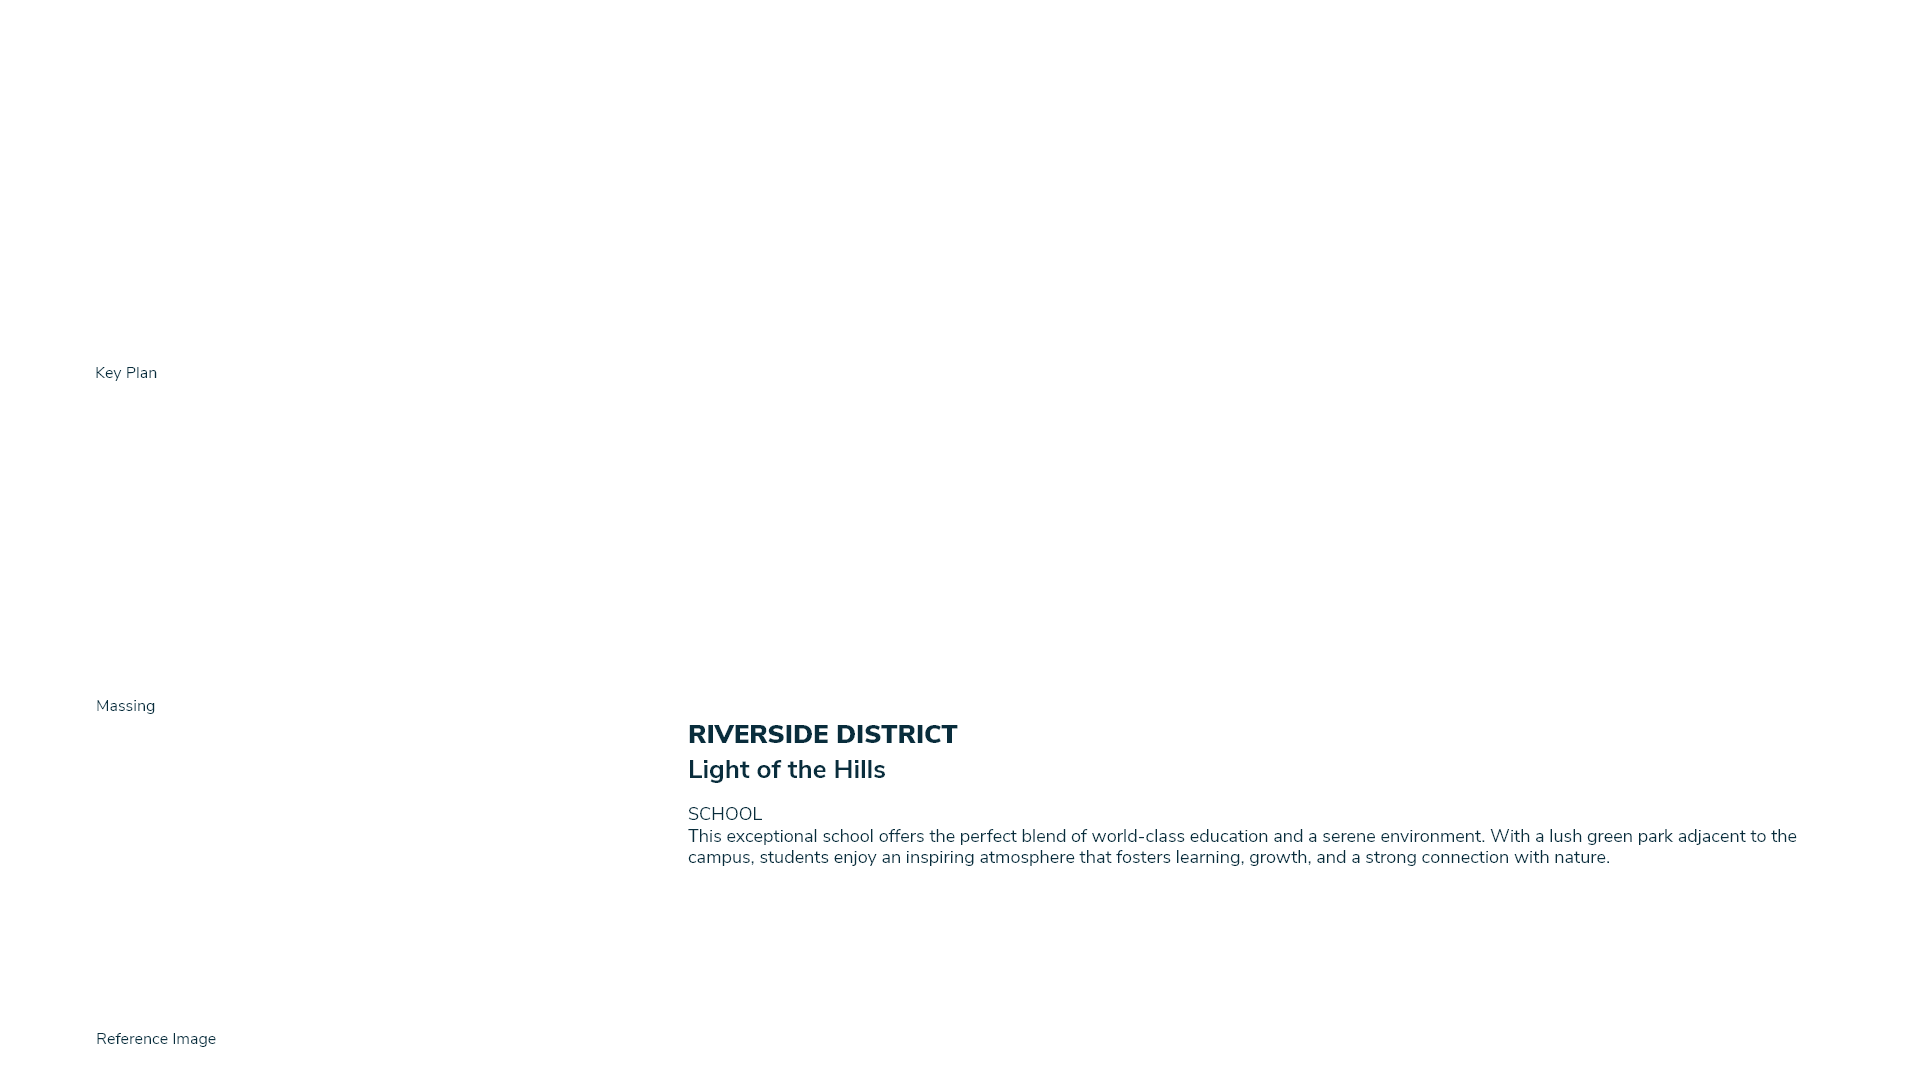 Key Plan
Massing
RIVERSIDE DISTRICT
Light of the Hills
SCHOOL
This exceptional school offers the perfect blend of world-class education and a serene environment. With a lush green park adjacent to the
campus, students enjoy an inspiring atmosphere that fosters learning, growth, and a strong connection with nature.
Reference Image